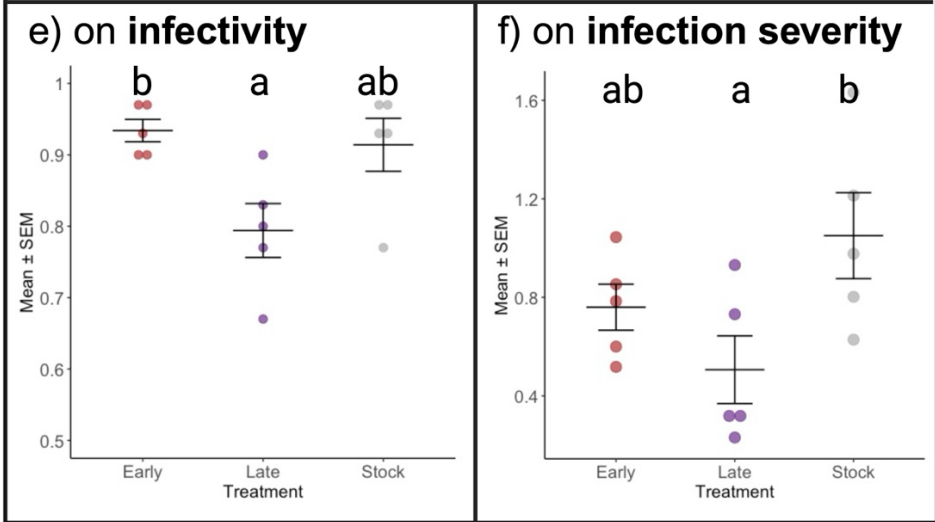 e) on infectivity
b a ab
1
0.9
0.8
0.7
0.6
0.5
Mean ± SEM
Early Late Stock
Treatment
f) on infection severity
ab a b
1.6
1.2
0.8
0.4
Mean ± SEM
Early Late Stock
Treatment